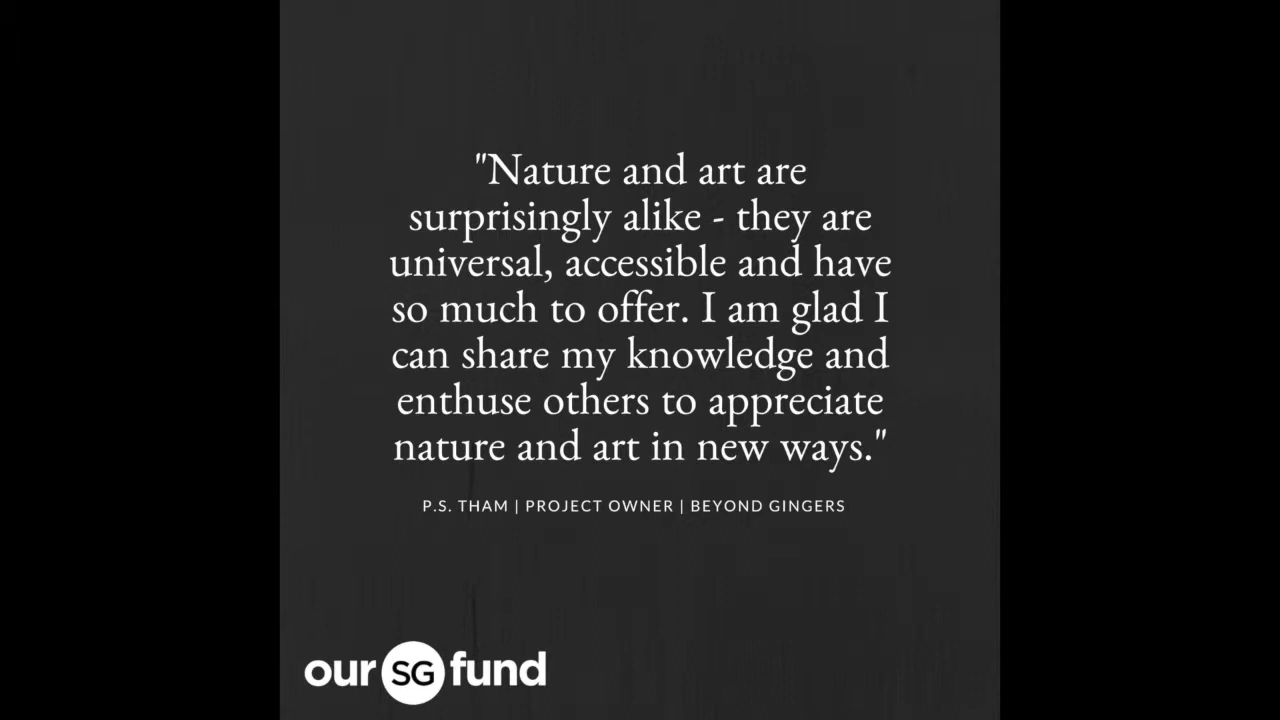 "Nature and art are
surprisingly alike - they are
universal, accessible and have
so much to offer. I am glad I
can share my knowledge and
enthuse others to appreciate
nature and art in new ways."
P.S. THAM | PROJECT OWNER | BEYOND GINGERS
our SG fund